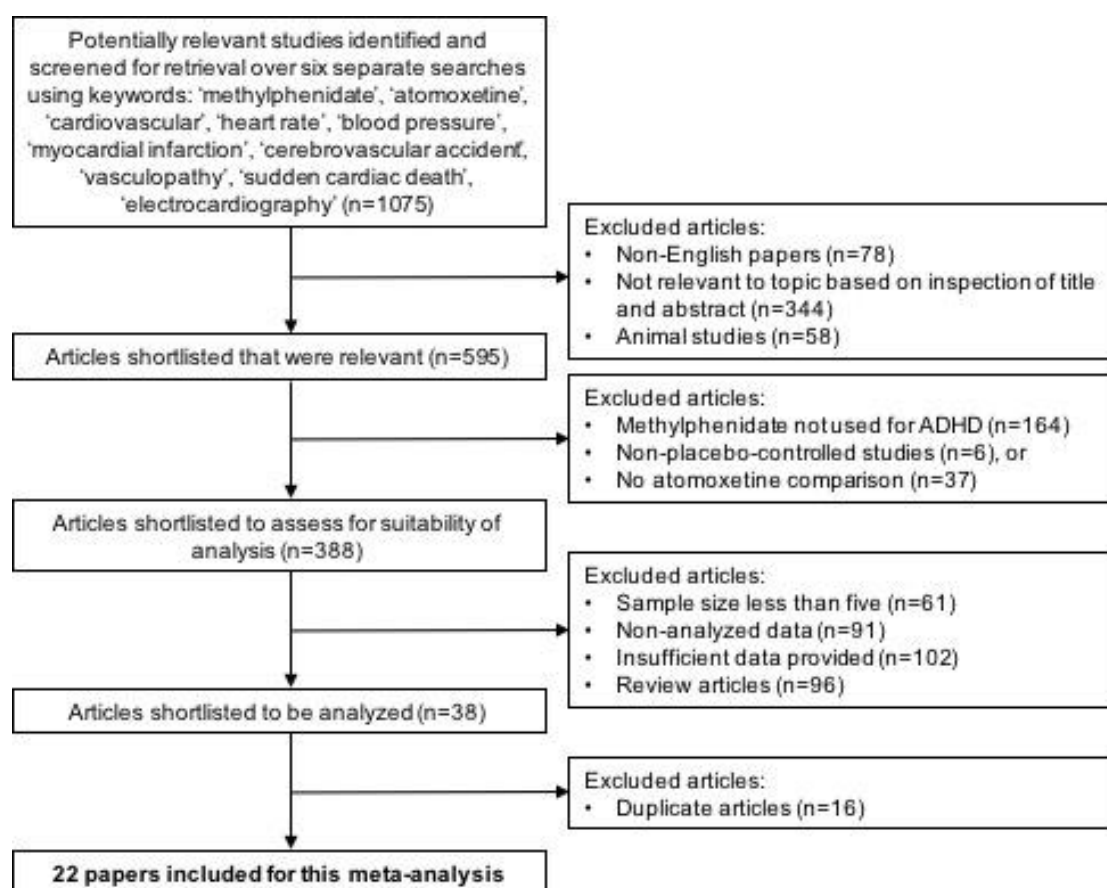 Potentially relevant studies identified and
screened for retrieval over six separate searches
using keywords: ‘methylphenidate’, ‘atomoxetine’,
‘cardiovascular’, ‘heart rate’, ‘blood pressure’,
‘myocardial infarction’, ‘cerebrovascular accident’,
‘vasculopathy’, ‘sudden cardiac death’,
‘electrocardiography’ (n=1075)
Excluded articles:
• Non-English papers (n=78)
• Not relevant to topic based on inspection of title
and abstract (n=344)
• Animal studies (n=58)
Articles shortlisted that were relevant (n=595)
Excluded articles:
• Methylphenidate not used for ADHD (n=164)
• Non-placebo-controlled studies (n=6), or
• No atomoxetine comparison (n=37)
Articles shortlisted to assess for suitability of
analysis (n=388)
Excluded articles:
• Sample size less than five (n=61)
• Non-analyzed data (n=91)
• Insufficient data provided (n=102)
• Review articles (n=96)
Articles shortlisted to be analyzed (n=38)
Excluded articles:
• Duplicate articles (n=16)
22 papers included for this meta-analysis